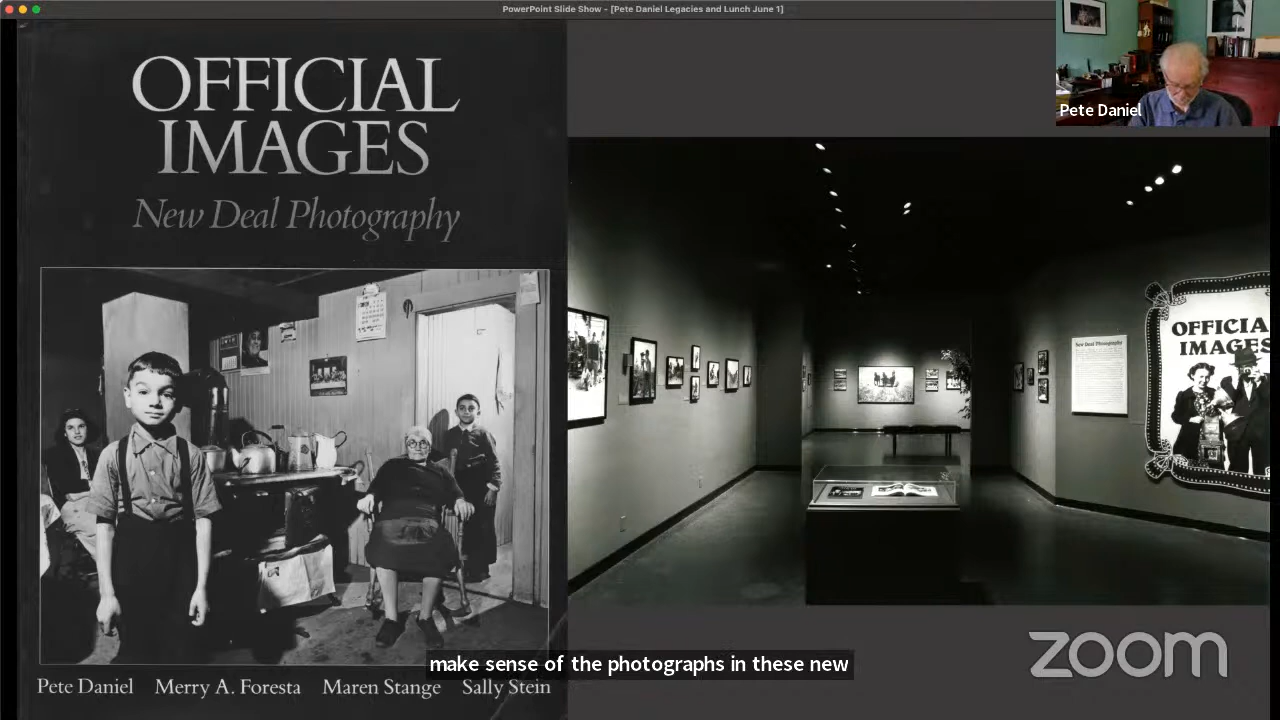 PowerPoint Slide Show - [Pete Daniel Legacies and Lunch June 1]
OFFICIAL
IMAGES
New Deal Photography
Pete Daniel
New Deal Photography
OFFICIA
IMAGES
make sense of the photographs in these new
zoom
Pete Daniel Merry A. Foresta Maren Stange Sally Stein